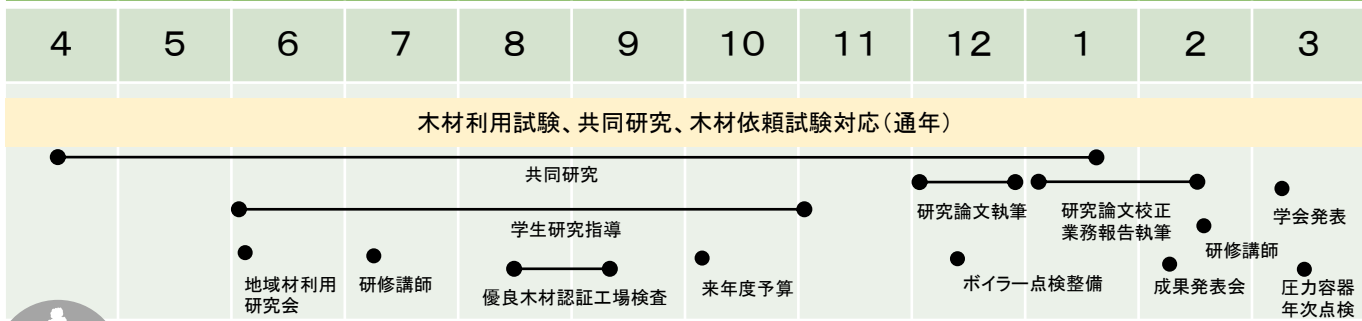 4 5 6 7 8 9 10 11 12 1 2 3
木材利用試験、共同研究、木材依頼試験対応（通年）
共同研究
研究論文執筆
研究論文校正
業務報告執筆
学会発表
学生研究指導
研修講師
地域材利用
研究会
研修講師
優良木材認証工場検査
来年度予算
ボイラー点検整備
成果発表会
圧力容器
年次点検